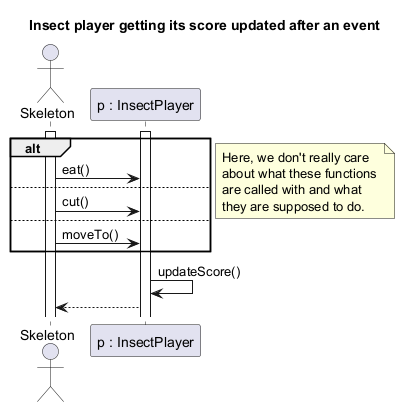 Insect player getting its score updated after an event
Skeleton
p : InsectPlayer
alt
eat()
cut()
moveTo()
Here, we don't really care
about what these functions
are called with and what
they are supposed to do.
updateScore()
Skeleton
p : InsectPlayer